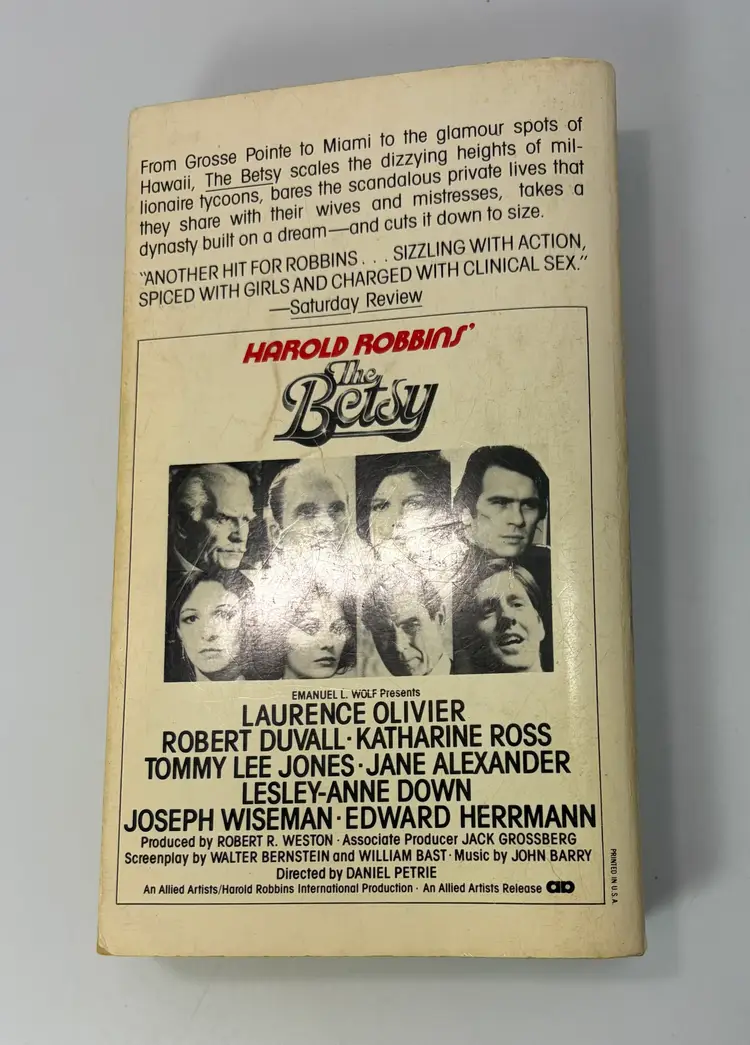 From Grosse Pointe to Miami to the glamour spots of
Hawaii, The Betsy scales the dizzying heights of mil-
lionaire tycoons, bares the scandalous private lives that
they share with their wives and mistresses, takes a
dynasty built on a dream—and cuts it down to size.
"ANOTHER HIT FOR ROBBINS . . . SIZZLING WITH ACTION,
SPICED WITH GIRLS AND CHARGED WITH CLINICAL SEX."
—Saturday Review
HAROLD ROBBINS'
The
Betsy
EMANUEL L. WOLF Presents
LAURENCE OLIVIER
ROBERT DUVALL · KATHARINE ROSS
TOMMY LEE JONES · JANE ALEXANDER
LESLEY-ANNE DOWN
JOSEPH WISEMAN · EDWARD HERRMANN
Produced by ROBERT R. WESTON · Associate Producer JACK GROSSBERG
Screenplay by WALTER BERNSTEIN and WILLIAM BAST · Music by JOHN BARRY
Directed by DANIEL PETRIE
An Allied Artists/Harold Robbins International Production · An Allied Artists Release aa
PRINTED IN U.S.A.